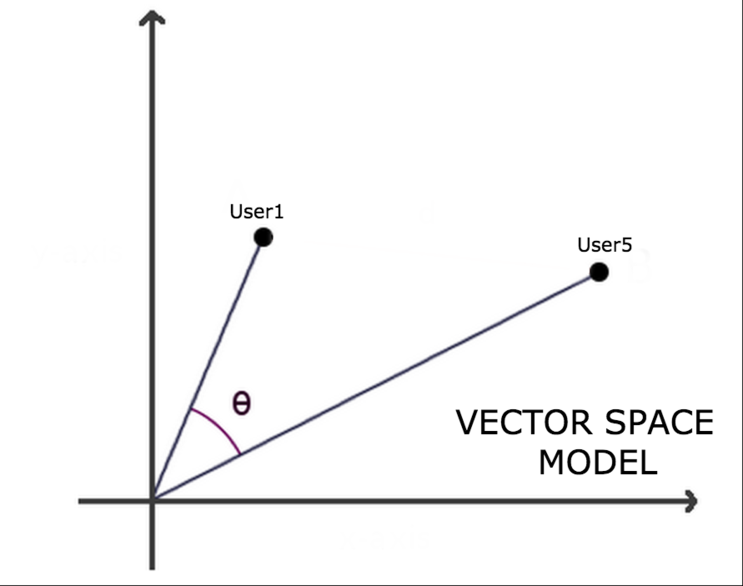 User1
User5
θ
VECTOR SPACE
MODEL